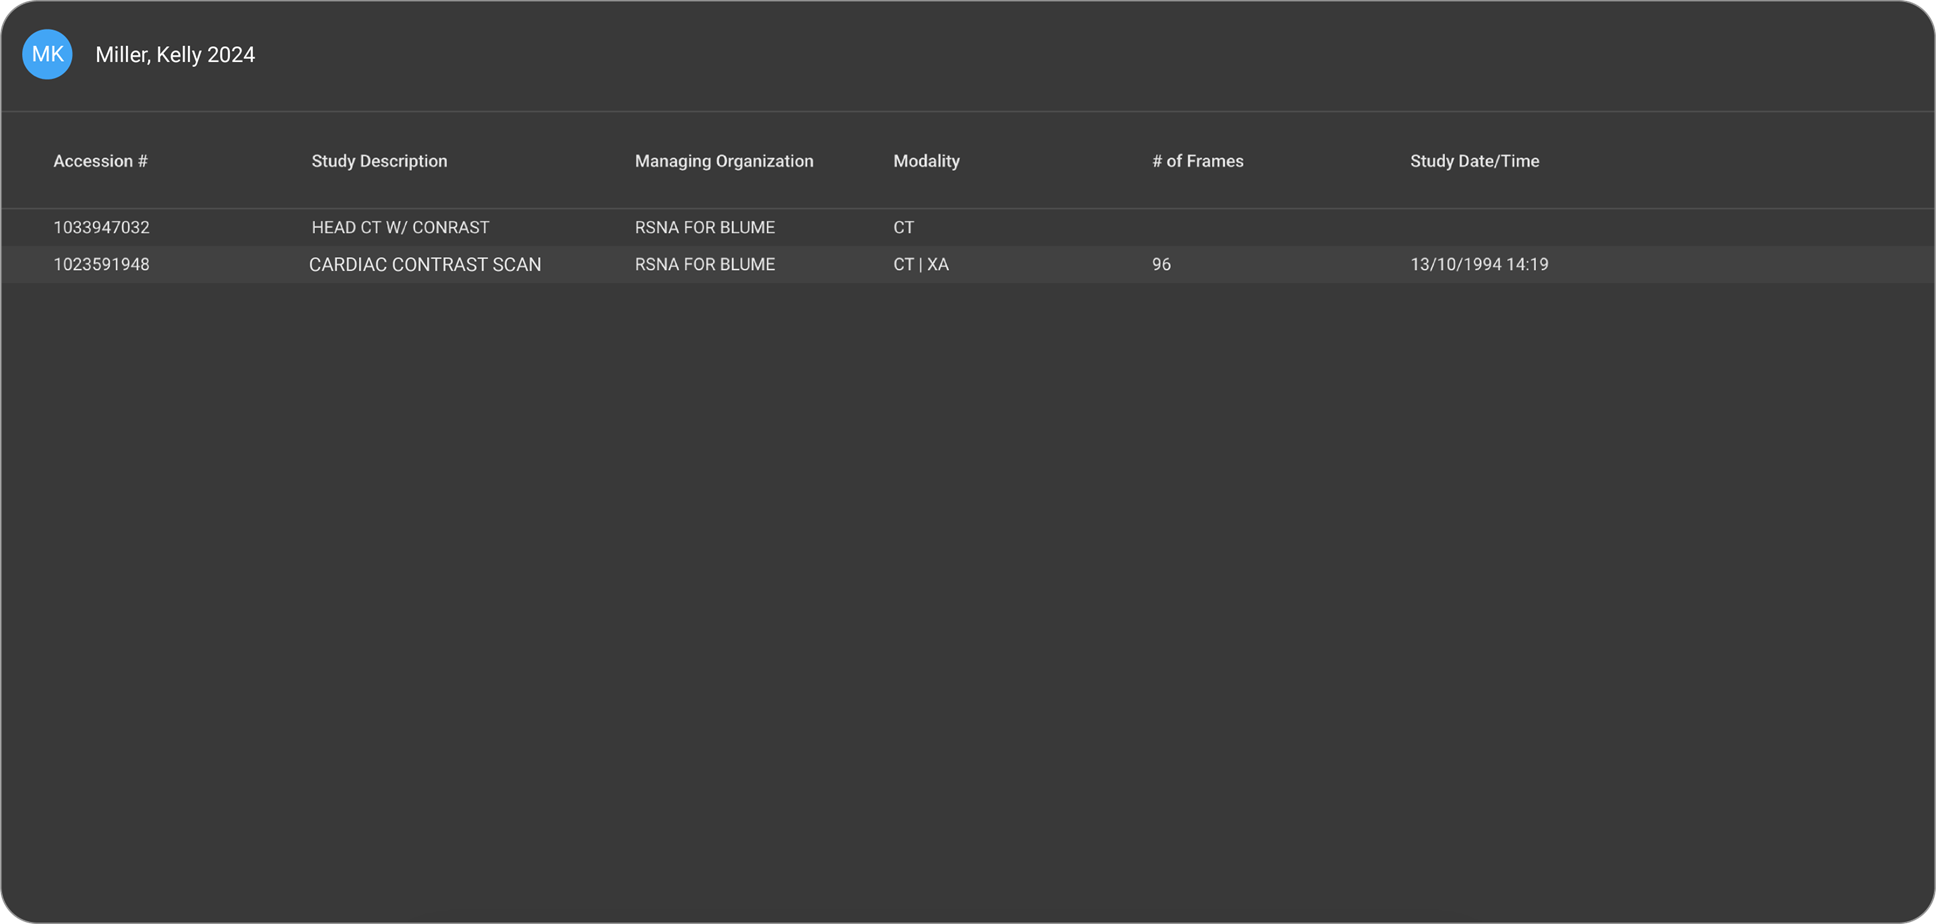 MK Miller, Kelly 2024
Accession # Study Description Managing Organization Modality # of Frames Study Date/Time
1033947032 HEAD CT W/ CONRAST RSNA FOR BLUME CT
1023591948 CARDIAC CONTRAST SCAN RSNA FOR BLUME CT | XA 96 13/10/1994 14:19